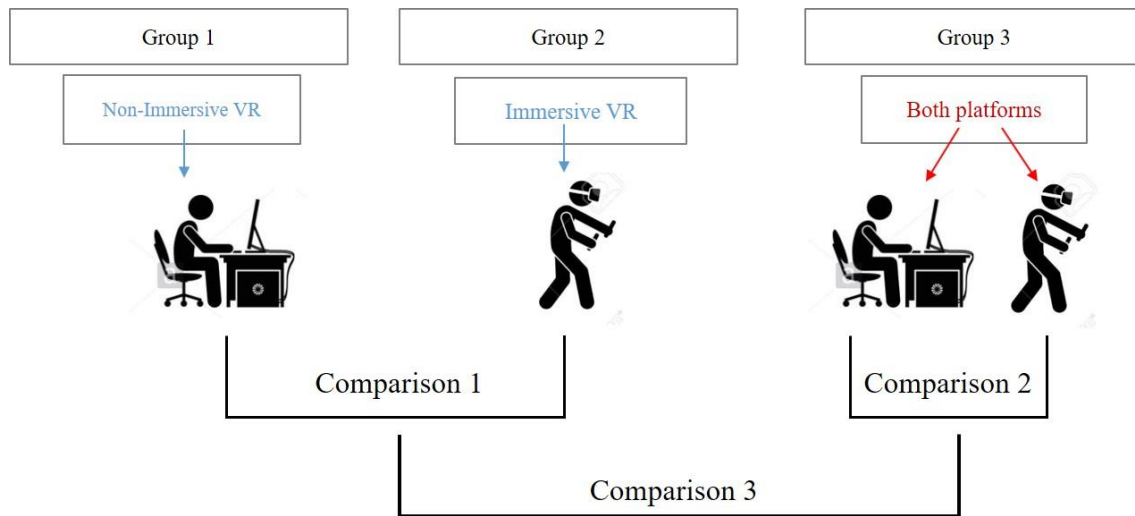 Group 1
Group 2
Group 3
Non-Immersive VR
Immersive VR
Both platforms
Comparison 1
Comparison 2
Comparison 3